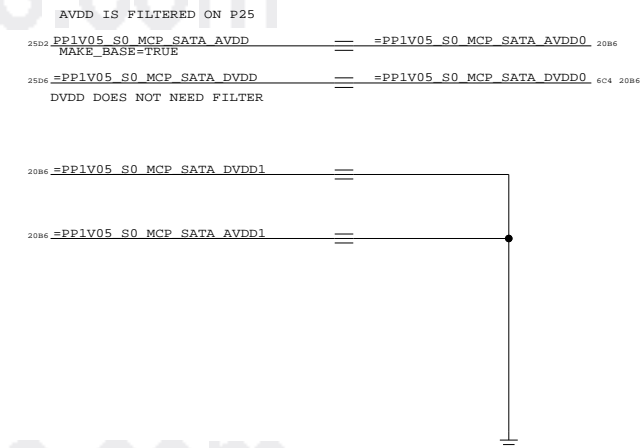 AVDD IS FILTERED ON P25
25D2 PP1V05_S0_MCP_SATA_AVDD =PP1V05_S0_MCP_SATA_AVDD0 20B6
MAKE_BASE=TRUE
25D6 =PP1V05_S0_MCP_SATA_DVDD =PP1V05_S0_MCP_SATA_DVDD0 6C4 20B6
DVDD DOES NOT NEED FILTER
20B6 =PP1V05_S0_MCP_SATA_DVDD1
20B6 =PP1V05_S0_MCP_SATA_AVDD1